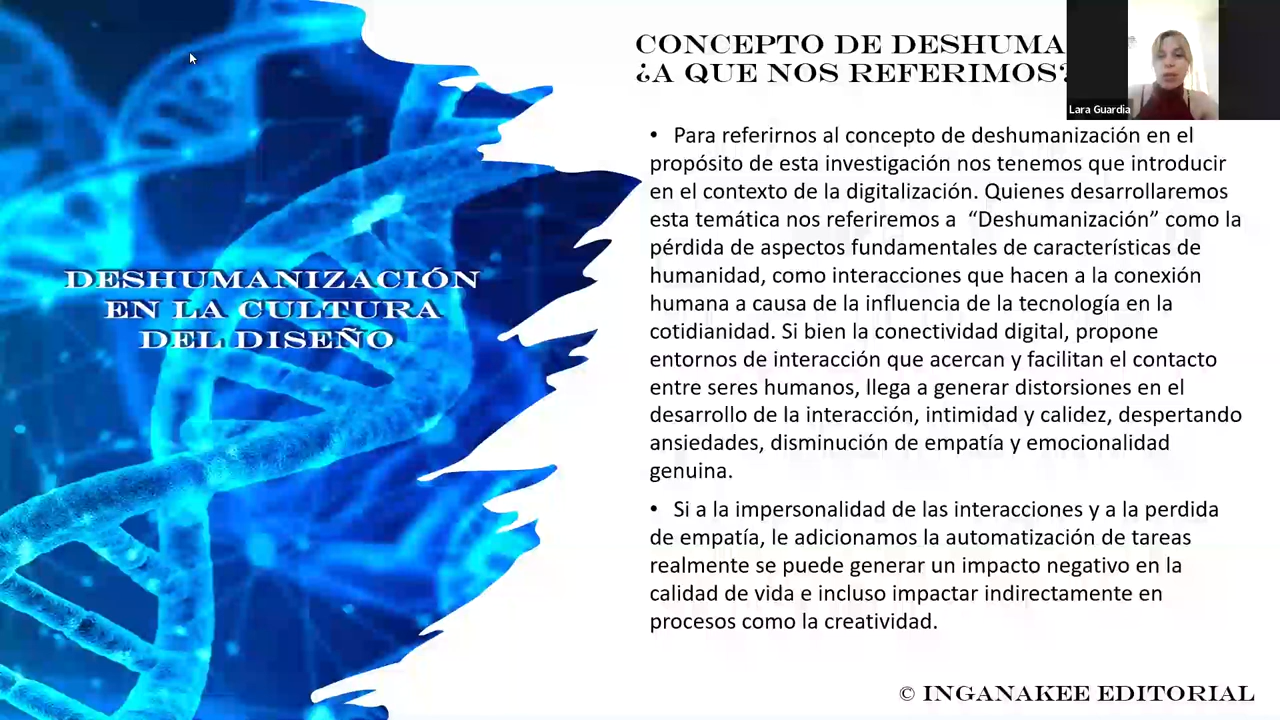 DESHUMANIZACIÓN
EN LA CULTURA
DEL DISEÑO
CONCEPTO DE
¿A QUE NOS REFERIMOS?
Lara Guardia
• Para referirnos al concepto de deshumanización en el
propósito de esta investigación nos tenemos que introducir
en el contexto de la digitalización. Quienes desarrollaremos
esta temática nos referiremos a “Deshumanización” como la
pérdida de aspectos fundamentales de características de
humanidad, como interacciones que hacen a la conexión
humana a causa de la influencia de la tecnología en la
cotidianidad. Si bien la conectividad digital, propone
entornos de interacción que acercan y facilitan el contacto
entre seres humanos, llega a generar distorsiones en el
desarrollo de la interacción, intimidad y calidez, despertando
ansiedades, disminución de empatía y emocionalidad
genuina.
• Si a la impersonalidad de las interacciones y a la perdida
de empatía, le adicionamos la automatización de tareas
realmente se puede generar un impacto negativo en la
calidad de vida e incluso impactar indirectamente en
procesos como la creatividad.
© INGANAKEE EDITORIAL